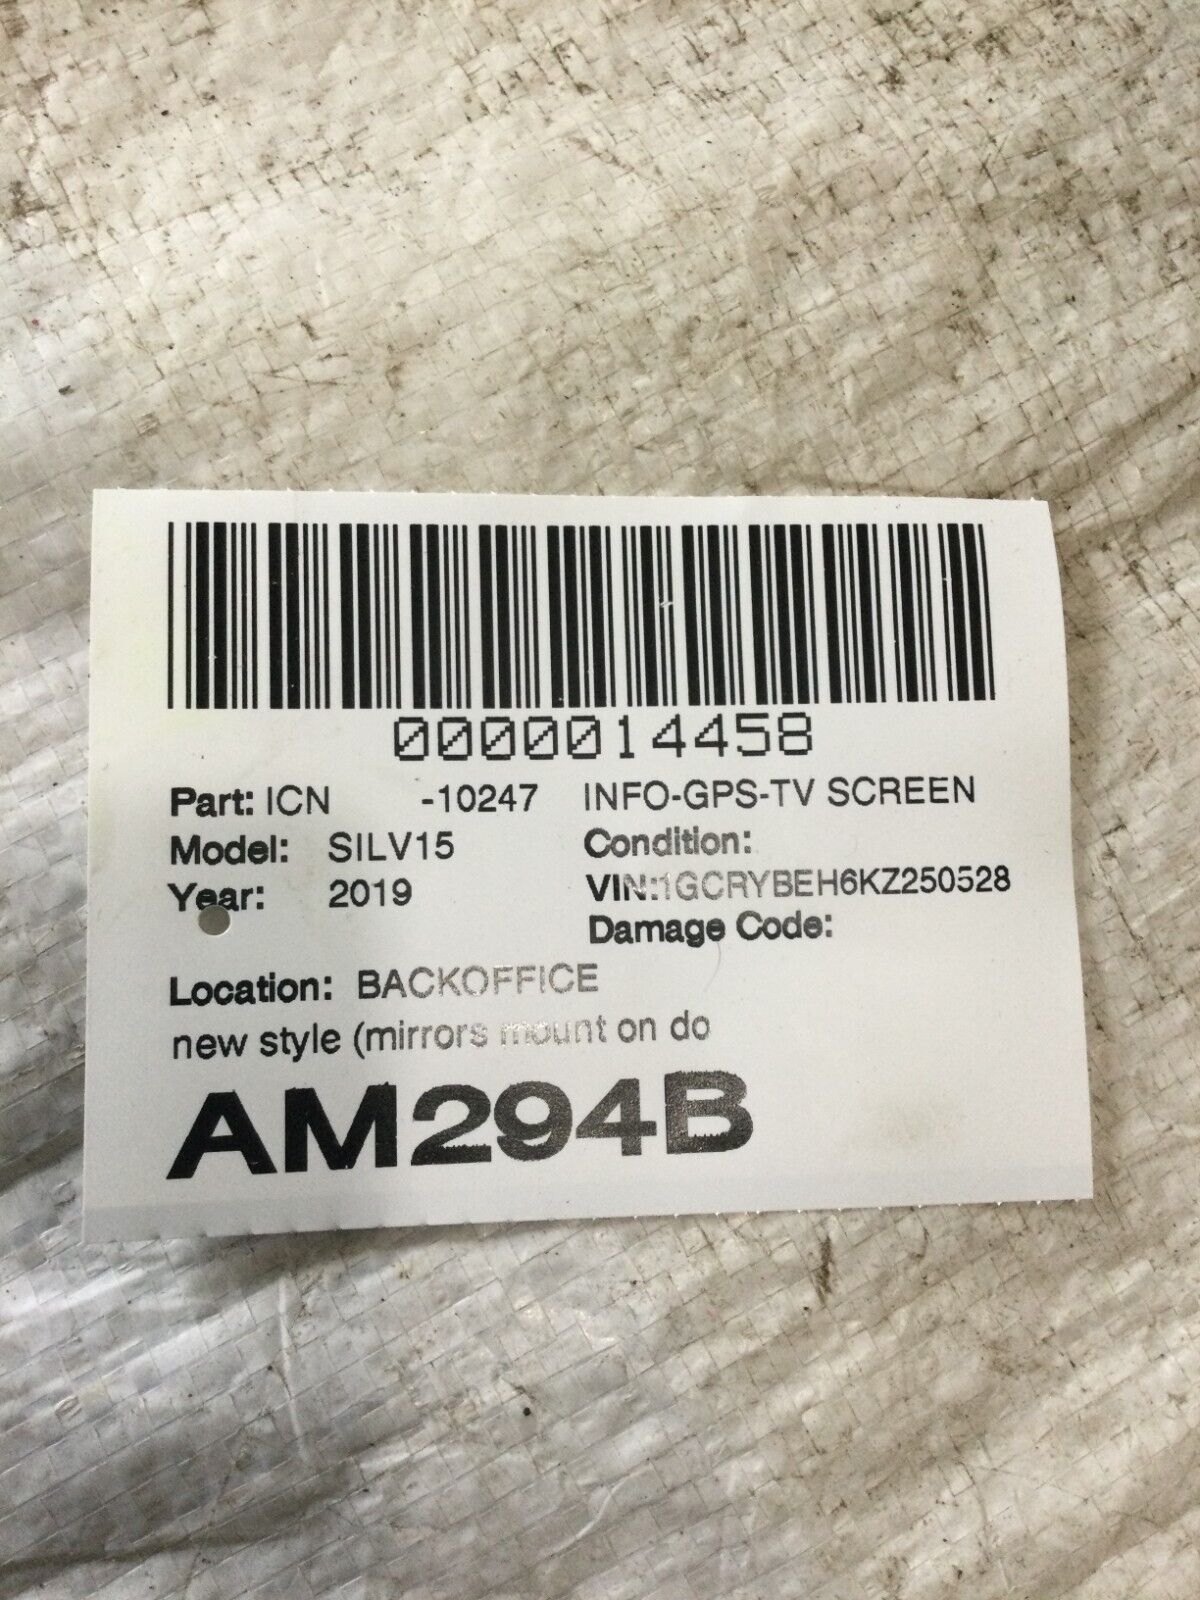 0000014458
Part: ICN -10247 INFO-GPS-TV SCREEN
Model: SILV15 Condition:
Year: 2019 VIN:1GCRYBEH6KZ250528
Damage Code:
Location: BACKOFFICE
new style (mirrors mount on do
AM294B